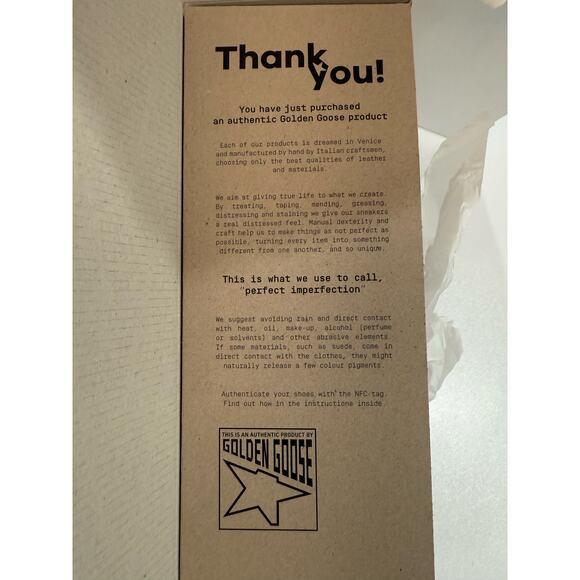 Thank
you!
You have just purchased
an authentic Golden Goose product
Each of our products is dreamed in Venice
and manufactured by hand by Italian craftsmen,
choosing only the best qualities of leather
and materials.
We aim at giving true life to what we create.
By treating, taping, mending, greasing,
distressing and staining we give our sneakers
a real distressed feel. Manual dexterity and
craft help us to make things as not perfect as
possible, turning every item into something
different from one another, and so unique.
This is what we use to call,
"perfect imperfection"
We suggest avoiding rain and direct contact
with heat, oil, make-up, alcohol (perfume
or solvents) and other abrasive elements.
If some materials, such as suede, come in
direct contact with the clothes, they might
naturally release a few colour pigments.
Authenticate your shoes with the NFC tag.
Find out how in the instructions inside.
THIS IS AN AUTHENTIC PRODUCT BY
GOLDEN GOOSE